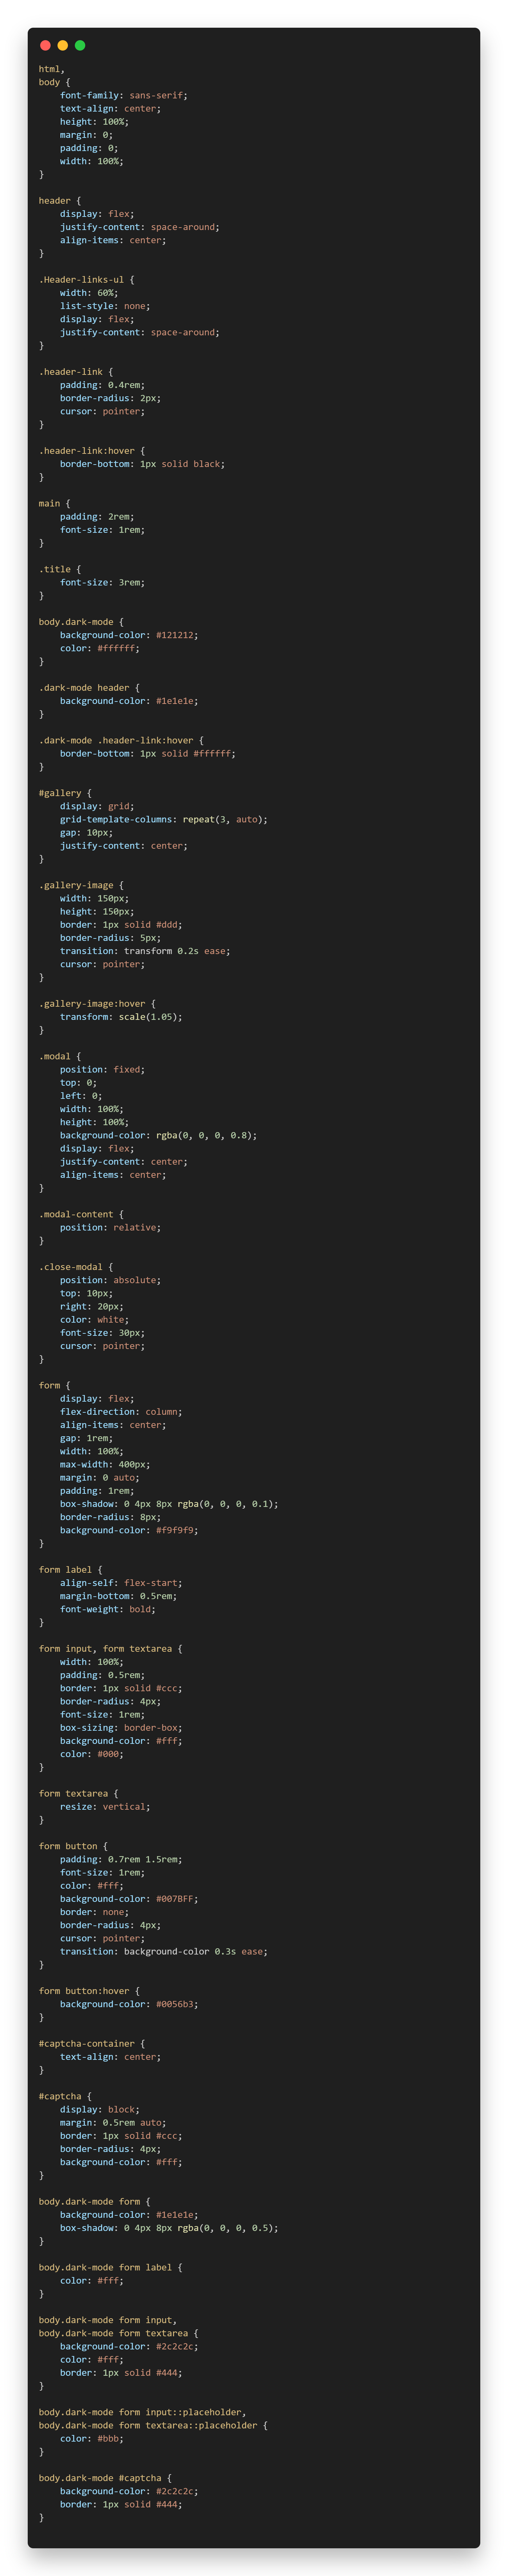 html,
body {
    font-family: sans-serif;
    text-align: center;
    height: 100%;
    margin: 0;
    padding: 0;
    width: 100%;
}

header {
    display: flex;
    justify-content: space-around;
    align-items: center;
}

.Header-links-ul {
    width: 60%;
    list-style: none;
    display: flex;
    justify-content: space-around;
}

.header-link {
    padding: 0.4rem;
    border-radius: 2px;
    cursor: pointer;
}

.header-link:hover {
    border-bottom: 1px solid black;
}

main {
    padding: 2rem;
    font-size: 1rem;
}

.title {
    font-size: 3rem;
}

body.dark-mode {
    background-color: #121212;
    color: #ffffff;
}

.dark-mode header {
    background-color: #1e1e1e;
}

.dark-mode .header-link:hover {
    border-bottom: 1px solid #ffffff;
}

#gallery {
    display: grid;
    grid-template-columns: repeat(3, auto);
    gap: 10px;
    justify-content: center;
}

.gallery-image {
    width: 150px;
    height: 150px;
    border: 1px solid #ddd;
    border-radius: 5px;
    transition: transform 0.2s ease;
    cursor: pointer;
}

.gallery-image:hover {
    transform: scale(1.05);
}

.modal {
    position: fixed;
    top: 0;
    left: 0;
    width: 100%;
    height: 100%;
    background-color: rgba(0, 0, 0, 0.8);
    display: flex;
    justify-content: center;
    align-items: center;
}

.modal-content {
    position: relative;
}

.close-modal {
    position: absolute;
    top: 10px;
    right: 20px;
    color: white;
    font-size: 30px;
    cursor: pointer;
}

form {
    display: flex;
    flex-direction: column;
    align-items: center;
    gap: 1rem;
    width: 100%;
    max-width: 400px;
    margin: 0 auto;
    padding: 1rem;
    box-shadow: 0 4px 8px rgba(0, 0, 0, 0.1);
    border-radius: 8px;
    background-color: #f9f9f9;
}

form label {
    align-self: flex-start;
    margin-bottom: 0.5rem;
    font-weight: bold;
}

form input, form textarea {
    width: 100%;
    padding: 0.5rem;
    border: 1px solid #ccc;
    border-radius: 4px;
    font-size: 1rem;
    box-sizing: border-box;
    background-color: #fff;
    color: #000;
}

form textarea {
    resize: vertical;
}

form button {
    padding: 0.7rem 1.5rem;
    font-size: 1rem;
    color: #fff;
    background-color: #007BFF;
    border: none;
    border-radius: 4px;
    cursor: pointer;
    transition: background-color 0.3s ease;
}

form button:hover {
    background-color: #0056b3;
}

#captcha-container {
    text-align: center;
}

#captcha {
    display: block;
    margin: 0.5rem auto;
    border: 1px solid #ccc;
    border-radius: 4px;
    background-color: #fff;
}

body.dark-mode form {
    background-color: #1e1e1e;
    box-shadow: 0 4px 8px rgba(0, 0, 0, 0.5);
}

body.dark-mode form label {
    color: #fff;
}

body.dark-mode form input,
body.dark-mode form textarea {
    background-color: #2c2c2c;
    color: #fff;
    border: 1px solid #444;
}

body.dark-mode form input::placeholder,
body.dark-mode form textarea::placeholder {
    color: #bbb;
}

body.dark-mode #captcha {
    background-color: #2c2c2c;
    border: 1px solid #444;
}